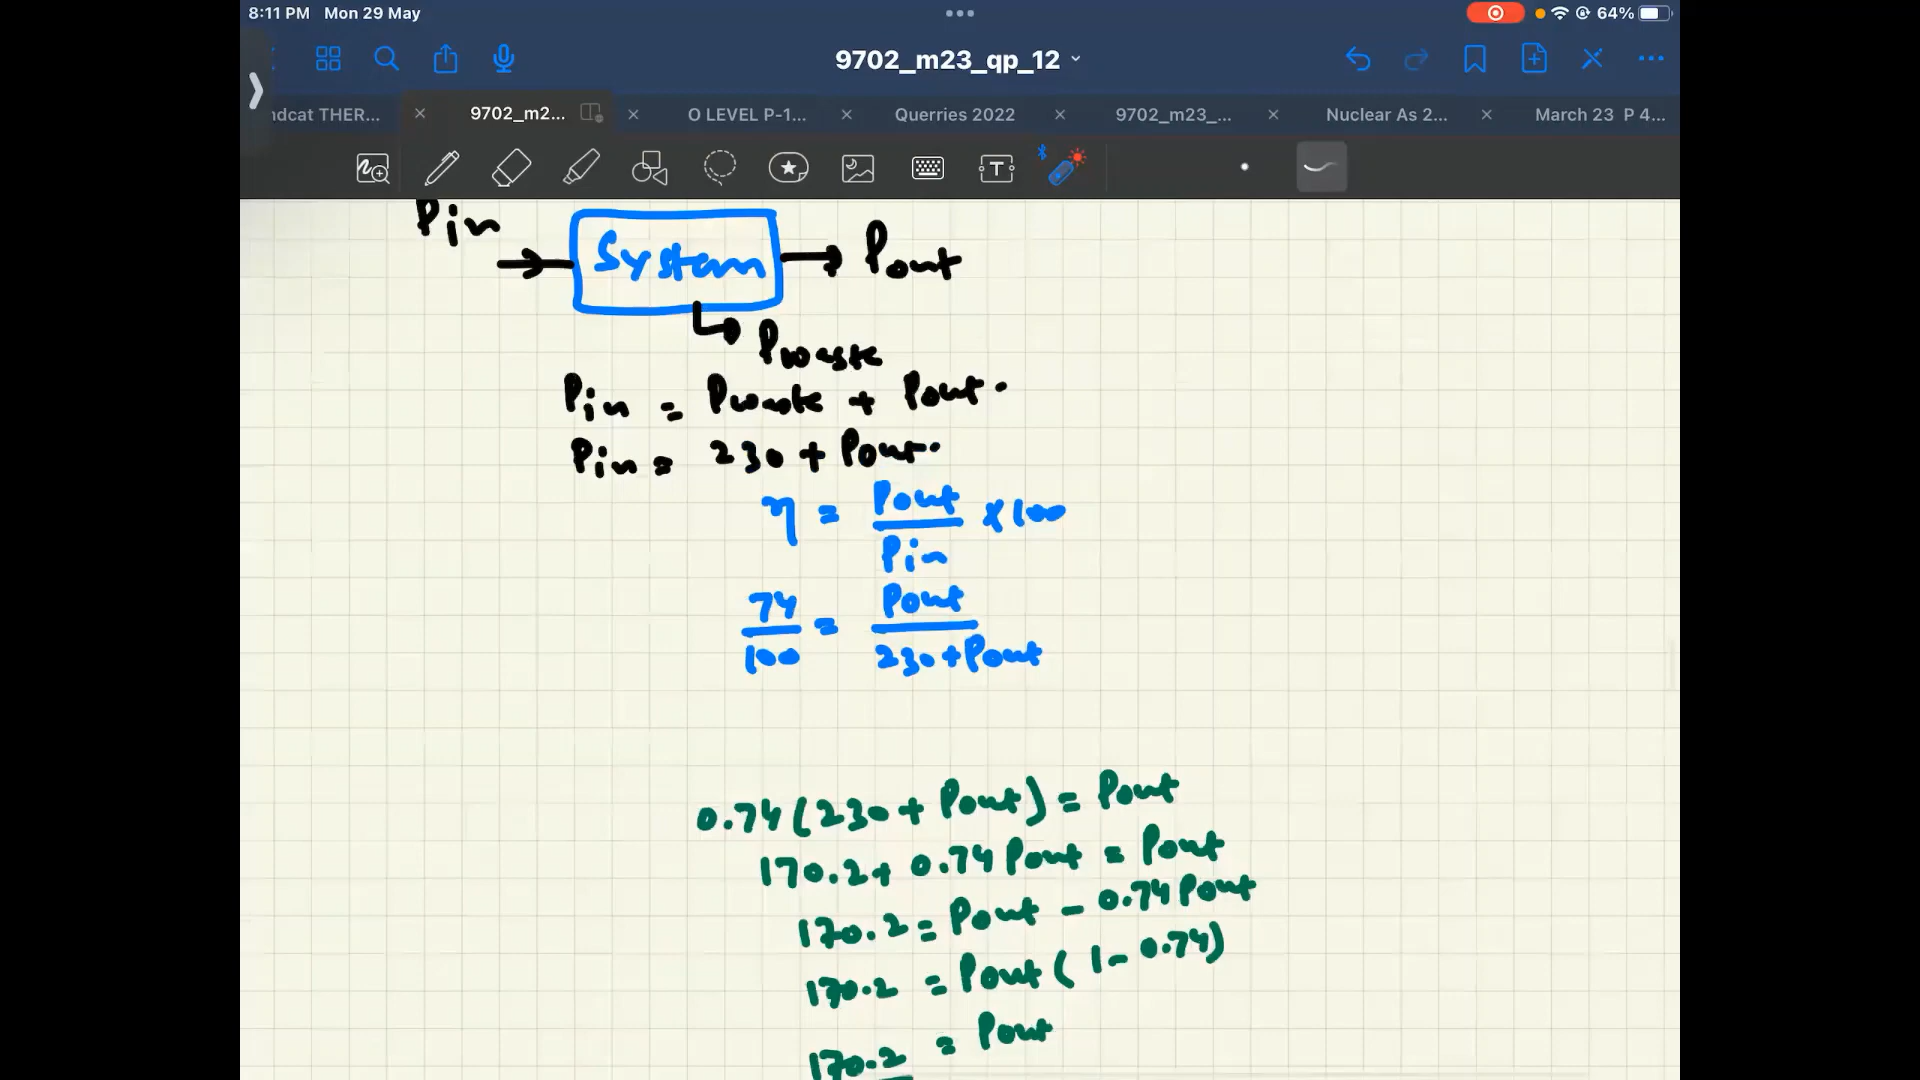 8:11 PM Mon 29 May
64%
9702_m23_qp_12
ndcat THER... 9702_m2... O LEVEL P-1... Querries 2022 9702_m23_... Nuclear As 2... March 23 P 4...
Pin
System
Pout
Pwaste
Pin = Pwaste + Pout.
Pin = 230 + Pout.
η = Pout / Pin × 100
74 / 100 = Pout / 230 + Pout
0.74 (230 + Pout) = Pout
170.2 + 0.74 Pout = Pout
170.2 = Pout - 0.74 Pout
170.2 = Pout (1 - 0.74)
170.2 = Pout